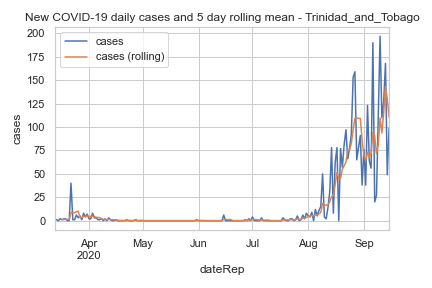 New COVID-19 daily cases and 5 day rolling mean - Trinidad_and_Tobago
cases
cases (rolling)
200
175
150
125
100
75
50
25
0
cases
Apr May Jun Jul Aug Sep
2020
dateRep